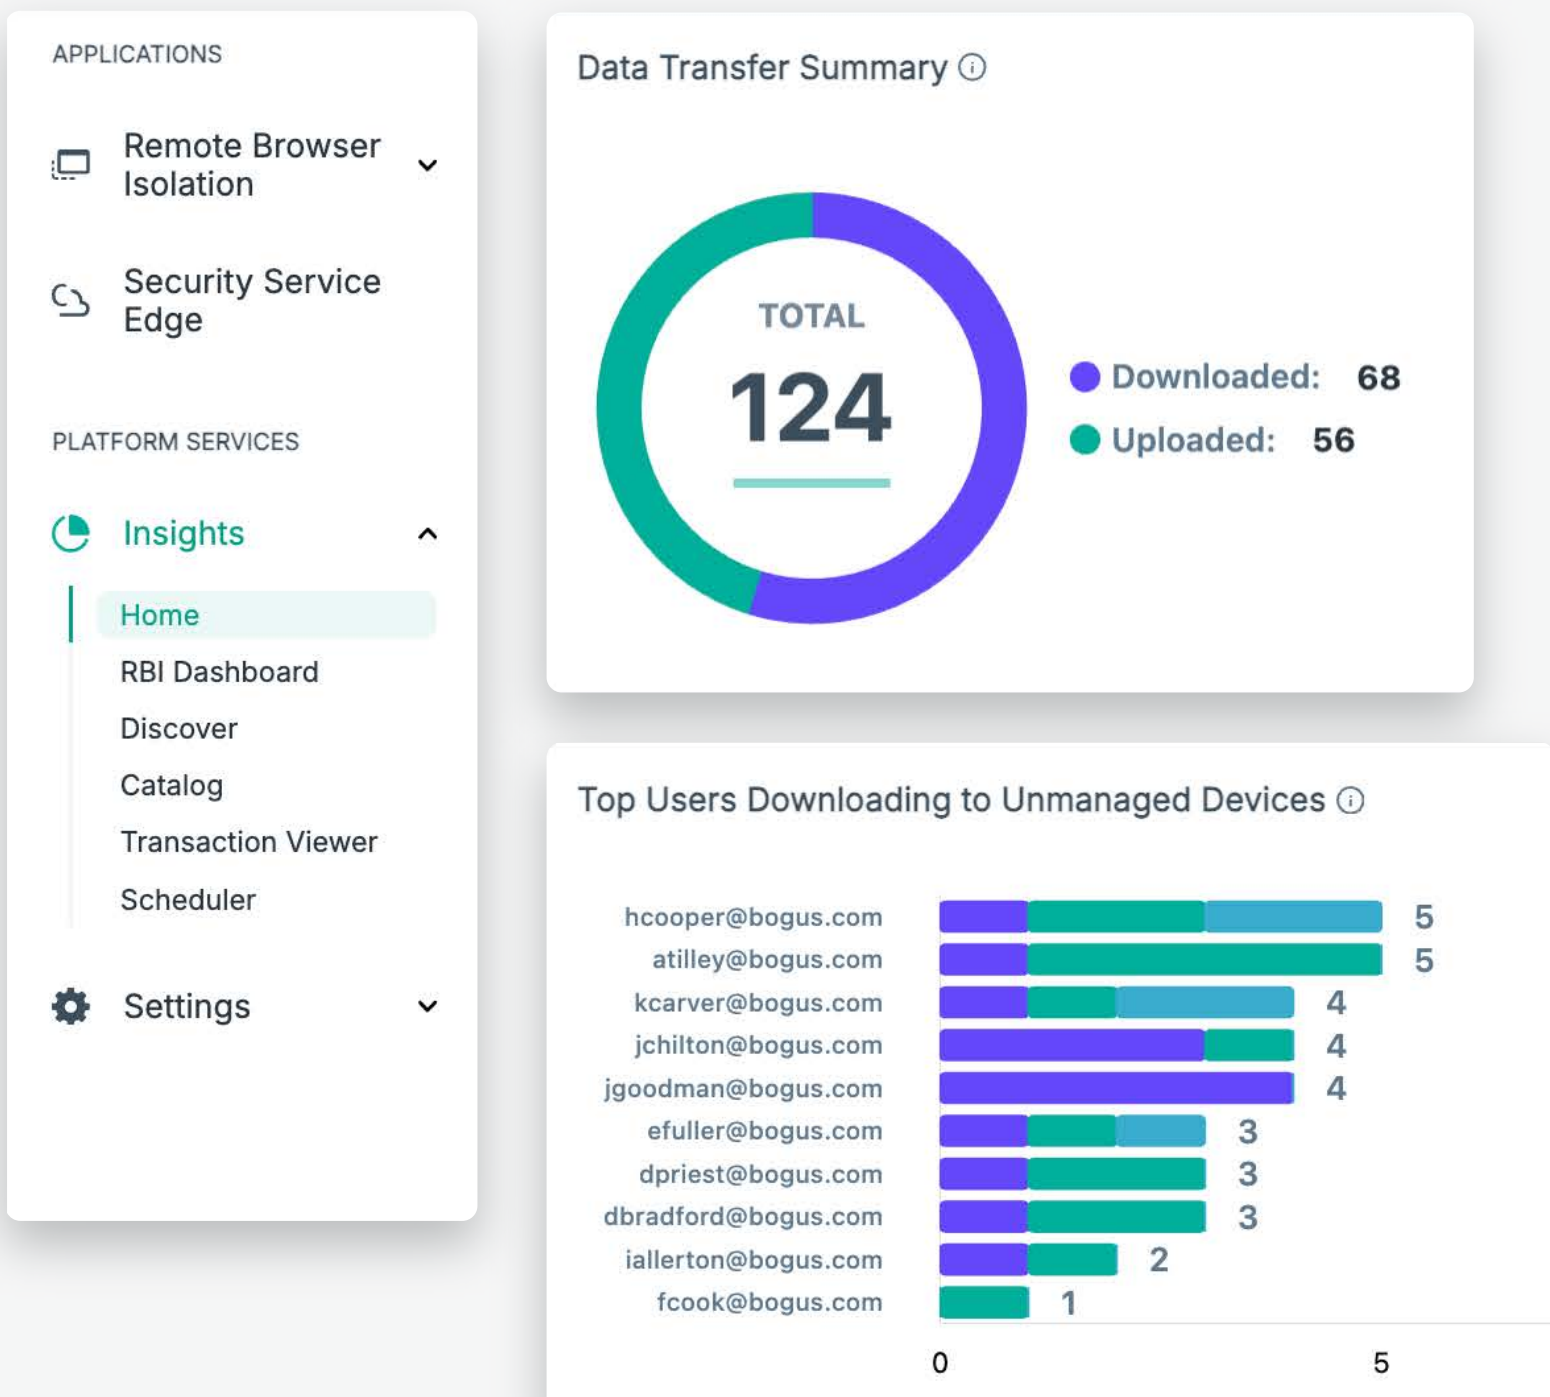 APPLICATIONS
Remote Browser
Isolation
Security Service
Edge
PLATFORM SERVICES
Insights
Home
RBI Dashboard
Discover
Catalog
Transaction Viewer
Scheduler
Settings
Data Transfer Summary
TOTAL
124
Downloaded: 68
Uploaded: 56
Top Users Downloading to Unmanaged Devices
hcooper@bogus.com 5
atilley@bogus.com 5
kcarver@bogus.com 4
jchilton@bogus.com 4
jgoodman@bogus.com 4
efuller@bogus.com 3
dpriest@bogus.com 3
dbradford@bogus.com 3
iallerton@bogus.com 2
fcook@bogus.com 1
0 5